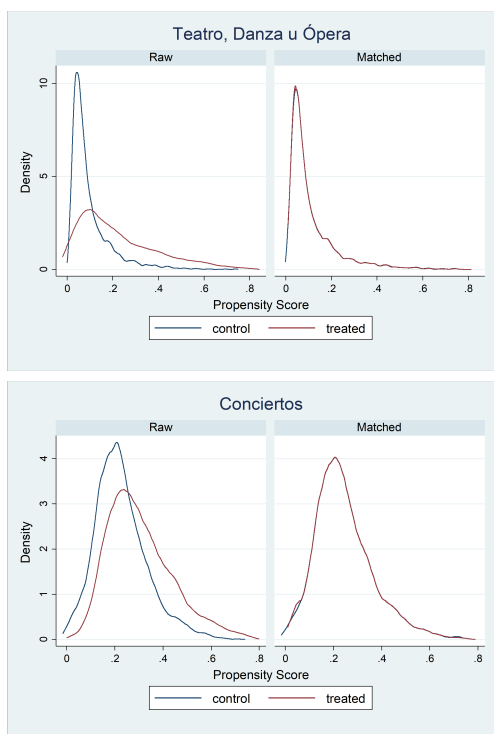 Teatro, Danza u Ópera
Raw
Matched
Density
10
5
0
0 .2 .4 .6 .8
0 .2 .4 .6 .8
Propensity Score
control treated
Conciertos
Raw
Matched
Density
4
3
2
1
0
0 .2 .4 .6 .8
0 .2 .4 .6 .8
Propensity Score
control treated